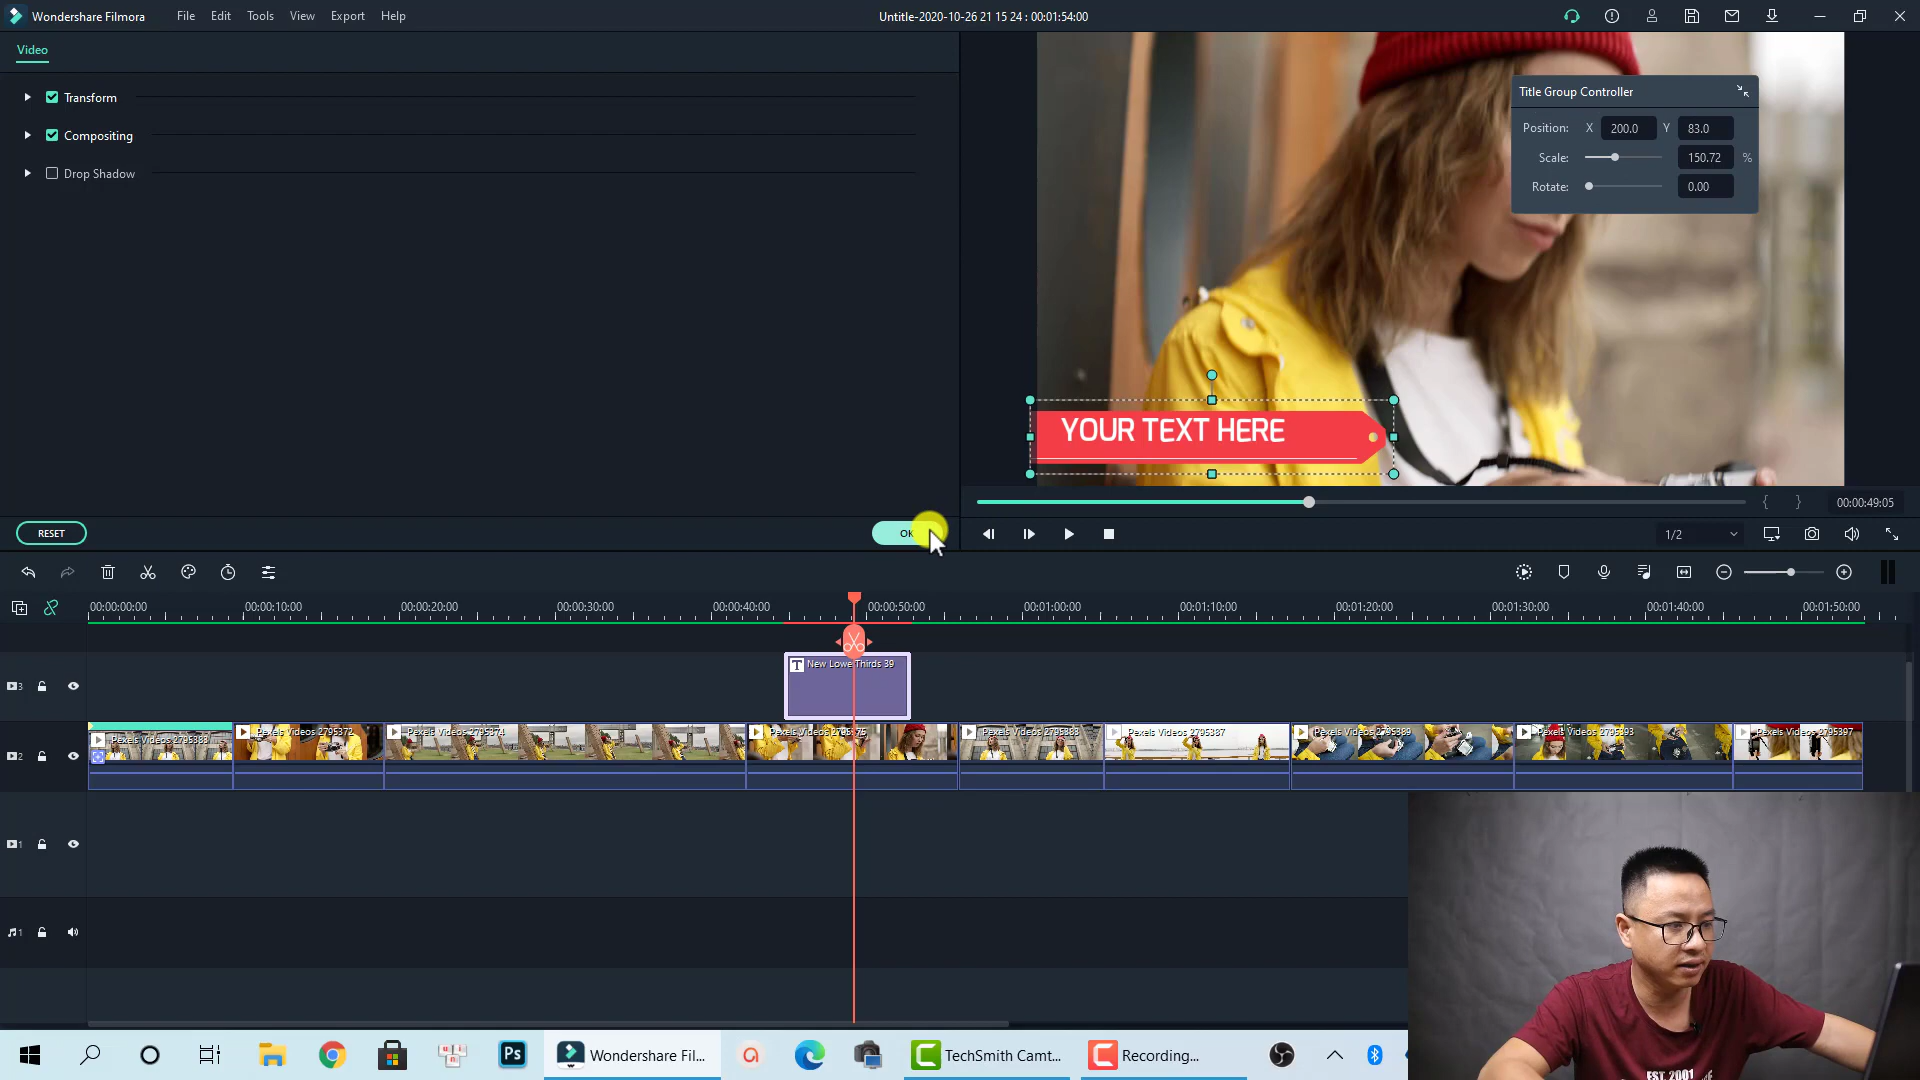 Wondershare Filmora
File Edit Tools View Export Help
Untitle-2020-10-26 21 15 24 : 00:01:54:00
Video
Transform
Compositing
Drop Shadow
Title Group Controller
Position: X 200.0 Y 83.0
Scale: 150.72 %
Rotate: 0.00
YOUR TEXT HERE
00:00:49:05
RESET
OK
1/2
00:00:00:00 00:00:10:00 00:00:20:00 00:00:30:00 00:00:40:00 00:00:50:00 00:01:00:00 00:01:10:00 00:01:20:00 00:01:30:00 00:01:40:00 00:01:50:00
New Lowe Thirds 39
3
Pexels Videos 2795383 Pexels Videos 2795372 Pexels Videos 2795374 Pexels Videos Pexels Videos 2795383 Pexels Videos 2795387 Pexels Videos 2795389 Pexels Videos 2795393 Pexels Videos 2795397
2
1
1
Ps
Wondershare Fil...
TechSmith Camt...
Recording...
EST. 2001